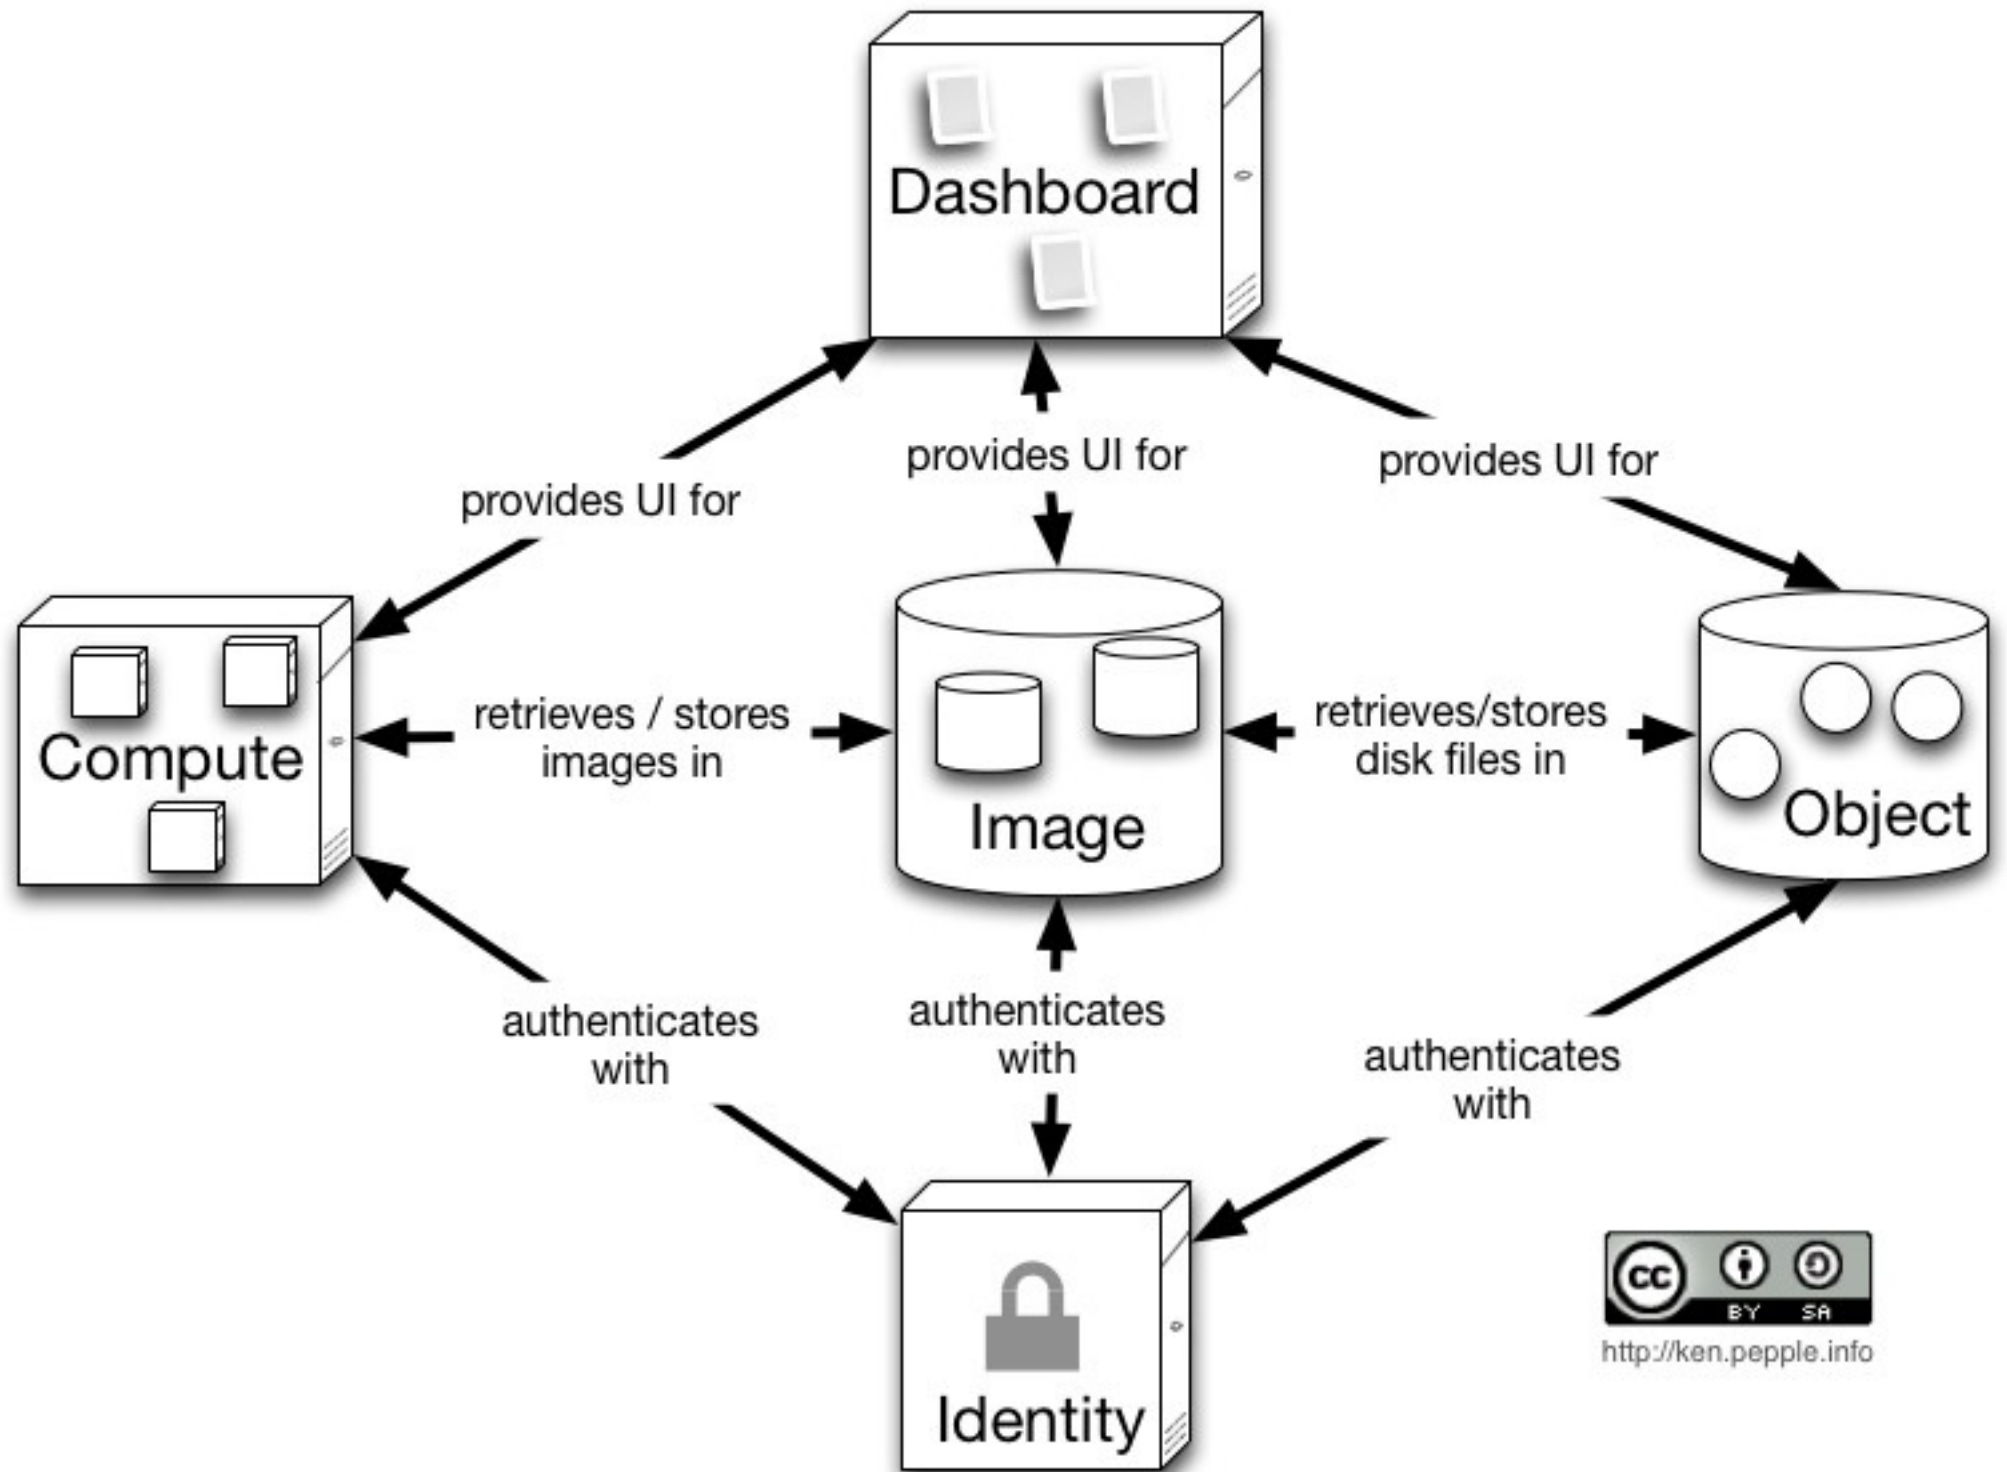 Dashboard
provides UI for
provides UI for
provides UI for
Compute
retrieves / stores
images in
Image
retrieves/stores
disk files in
Object
authenticates
with
authenticates
with
authenticates
with
Identity
cc
BY SA
http://ken.pepple.info